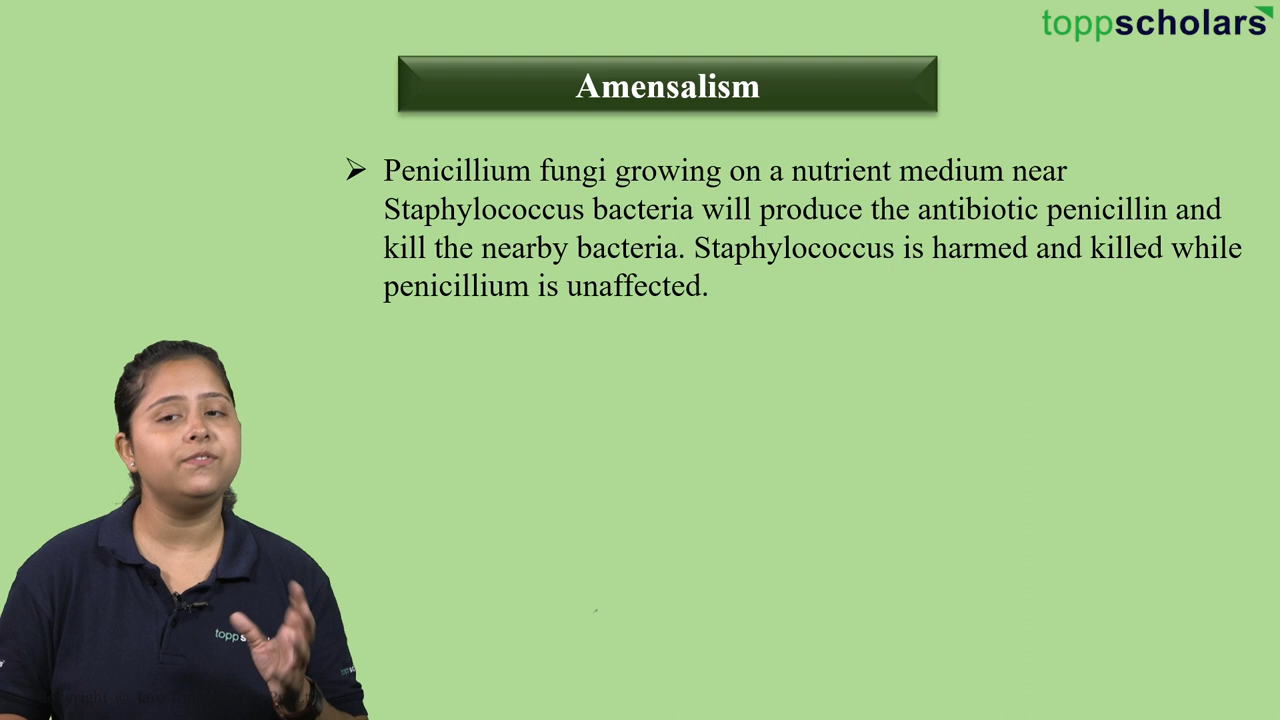 toppscholars
Amensalism
Penicillium fungi growing on a nutrient medium near
Staphylococcus bacteria will produce the antibiotic penicillin and
kill the nearby bacteria. Staphylococcus is harmed and killed while
penicillium is unaffected.
topp